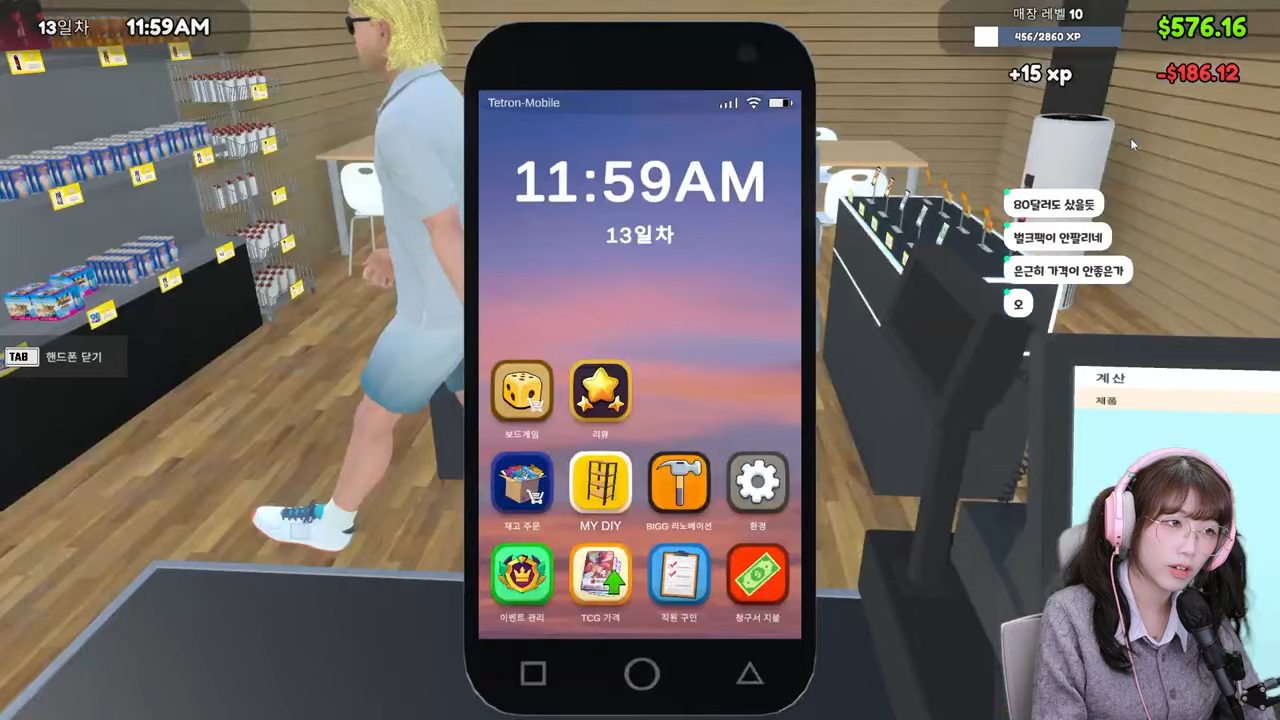 13일차
11:59AM
매장 레벨 10
456/2860 XP
$576.16
+15 xp
-$186.12
Tetron-Mobile
11:59AM
13일차
80달러도 샀을듯
벌크팩이 안팔리네
은근히 가격이 안좋은가
오
TAB
핸드폰 닫기
계산
제품
보드게임
리뷰
재고 주문
MY DIY
BIGG 리노베이션
환경
이벤트 관리
TCG 가격
직원 구인
청구서 지불